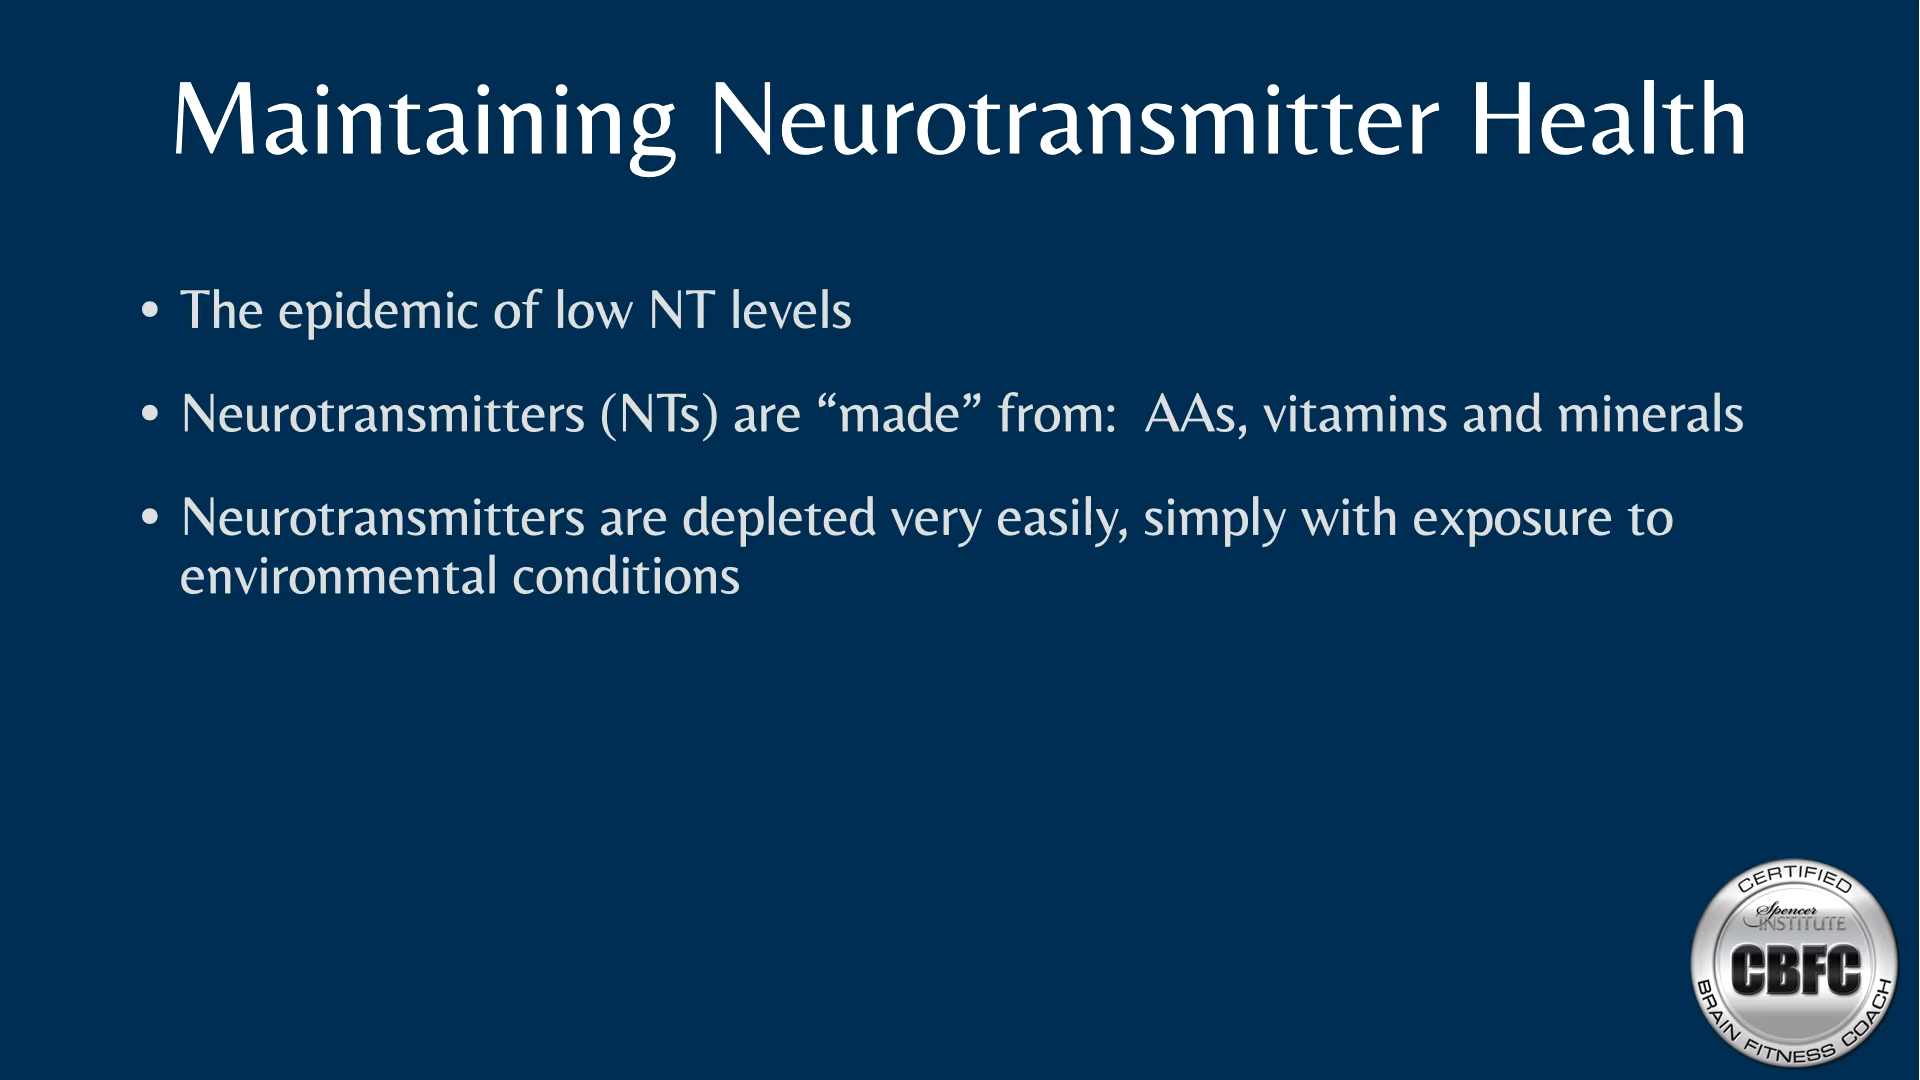 Maintaining Neurotransmitter Health
• The epidemic of low NT levels
• Neurotransmitters (NTs) are “made” from:  AAs, vitamins and minerals
• Neurotransmitters are depleted very easily, simply with exposure to
environmental conditions
CERTIFIED
Spencer
INSTITUTE
CBFC
BRAIN FITNESS COACH